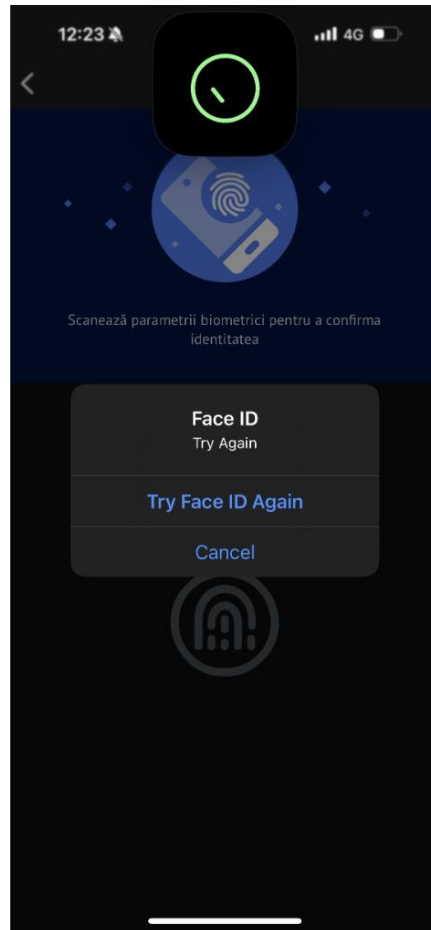 12:23
4G
Scanează parametrii biometrici pentru a confirma
identitatea
Face ID
Try Again
Try Face ID Again
Cancel